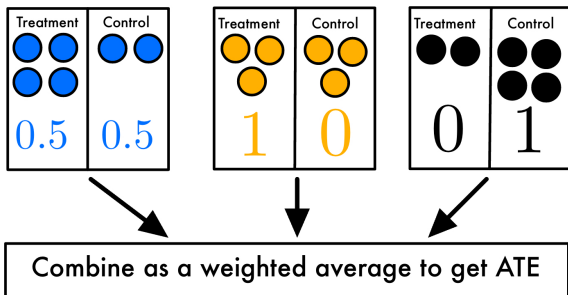 Treatment Control
0.5 0.5
Treatment Control
1 0
Treatment Control
0 1
Combine as a weighted average to get ATE